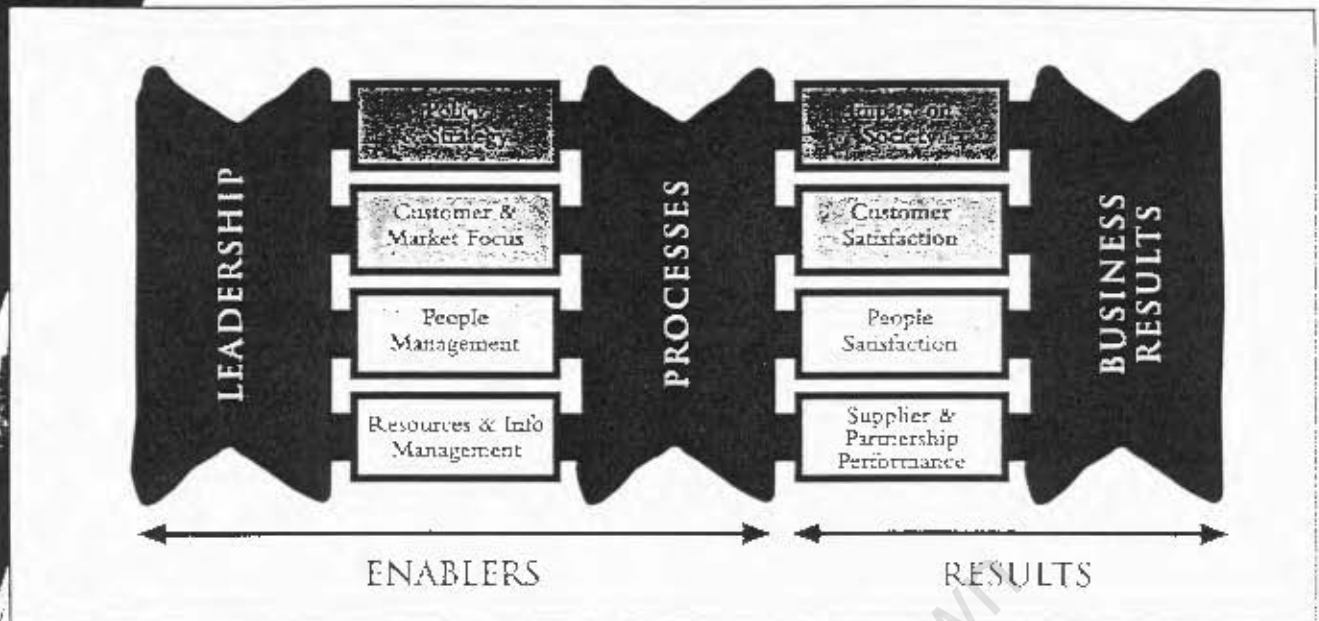 LEADERSHIP
Policy
Strategy
Customer &
Market Focus
People
Management
Resources & Info
Management
PROCESSES
Impact on
Society
Customer
Satisfaction
People
Satisfaction
Supplier &
Partnership
Performance
BUSINESS
RESULTS
ENABLERS
RESULTS